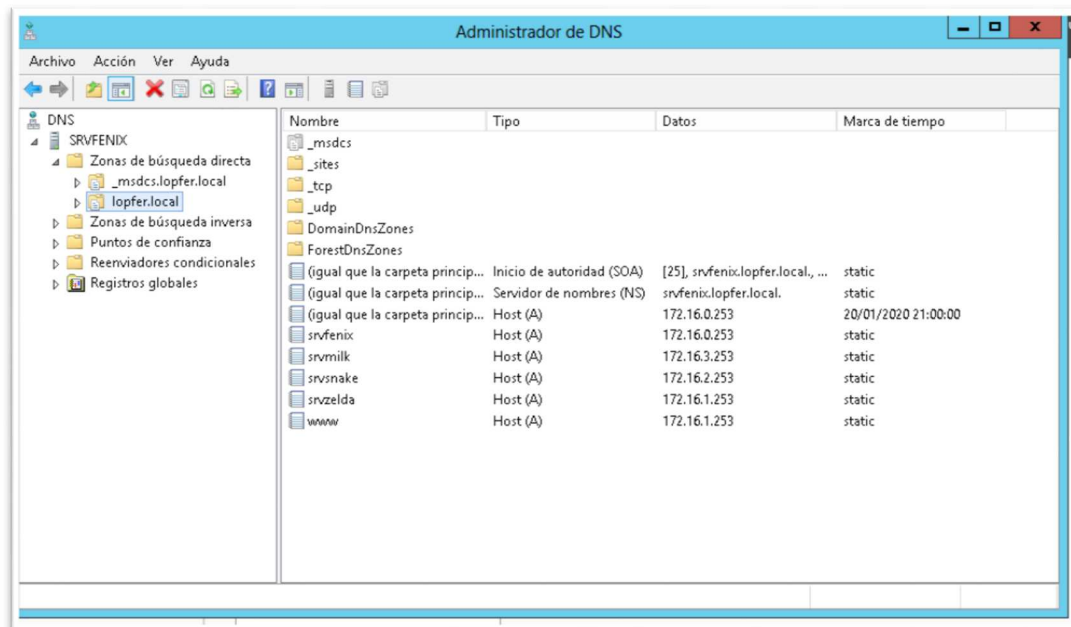 Administrador de DNS
Archivo Acción Ver Ayuda
DNS
SRVFENIX
Zonas de búsqueda directa
_msdcs.lopfer.local
lopfer.local
Zonas de búsqueda inversa
Puntos de confianza
Reenviadores condicionales
Registros globales
Nombre Tipo Datos Marca de tiempo
_msdcs
_sites
_tcp
_udp
DomainDnsZones
ForestDnsZones
(igual que la carpeta princip... Inicio de autoridad (SOA) [25], srvfenix.lopfer.local., ... static
(igual que la carpeta princip... Servidor de nombres (NS) srvfenix.lopfer.local. static
(igual que la carpeta princip... Host (A) 172.16.0.253 20/01/2020 21:00:00
srvfenix Host (A) 172.16.0.253 static
srvmilk Host (A) 172.16.3.253 static
srvsnake Host (A) 172.16.2.253 static
srvzelda Host (A) 172.16.1.253 static
www Host (A) 172.16.1.253 static